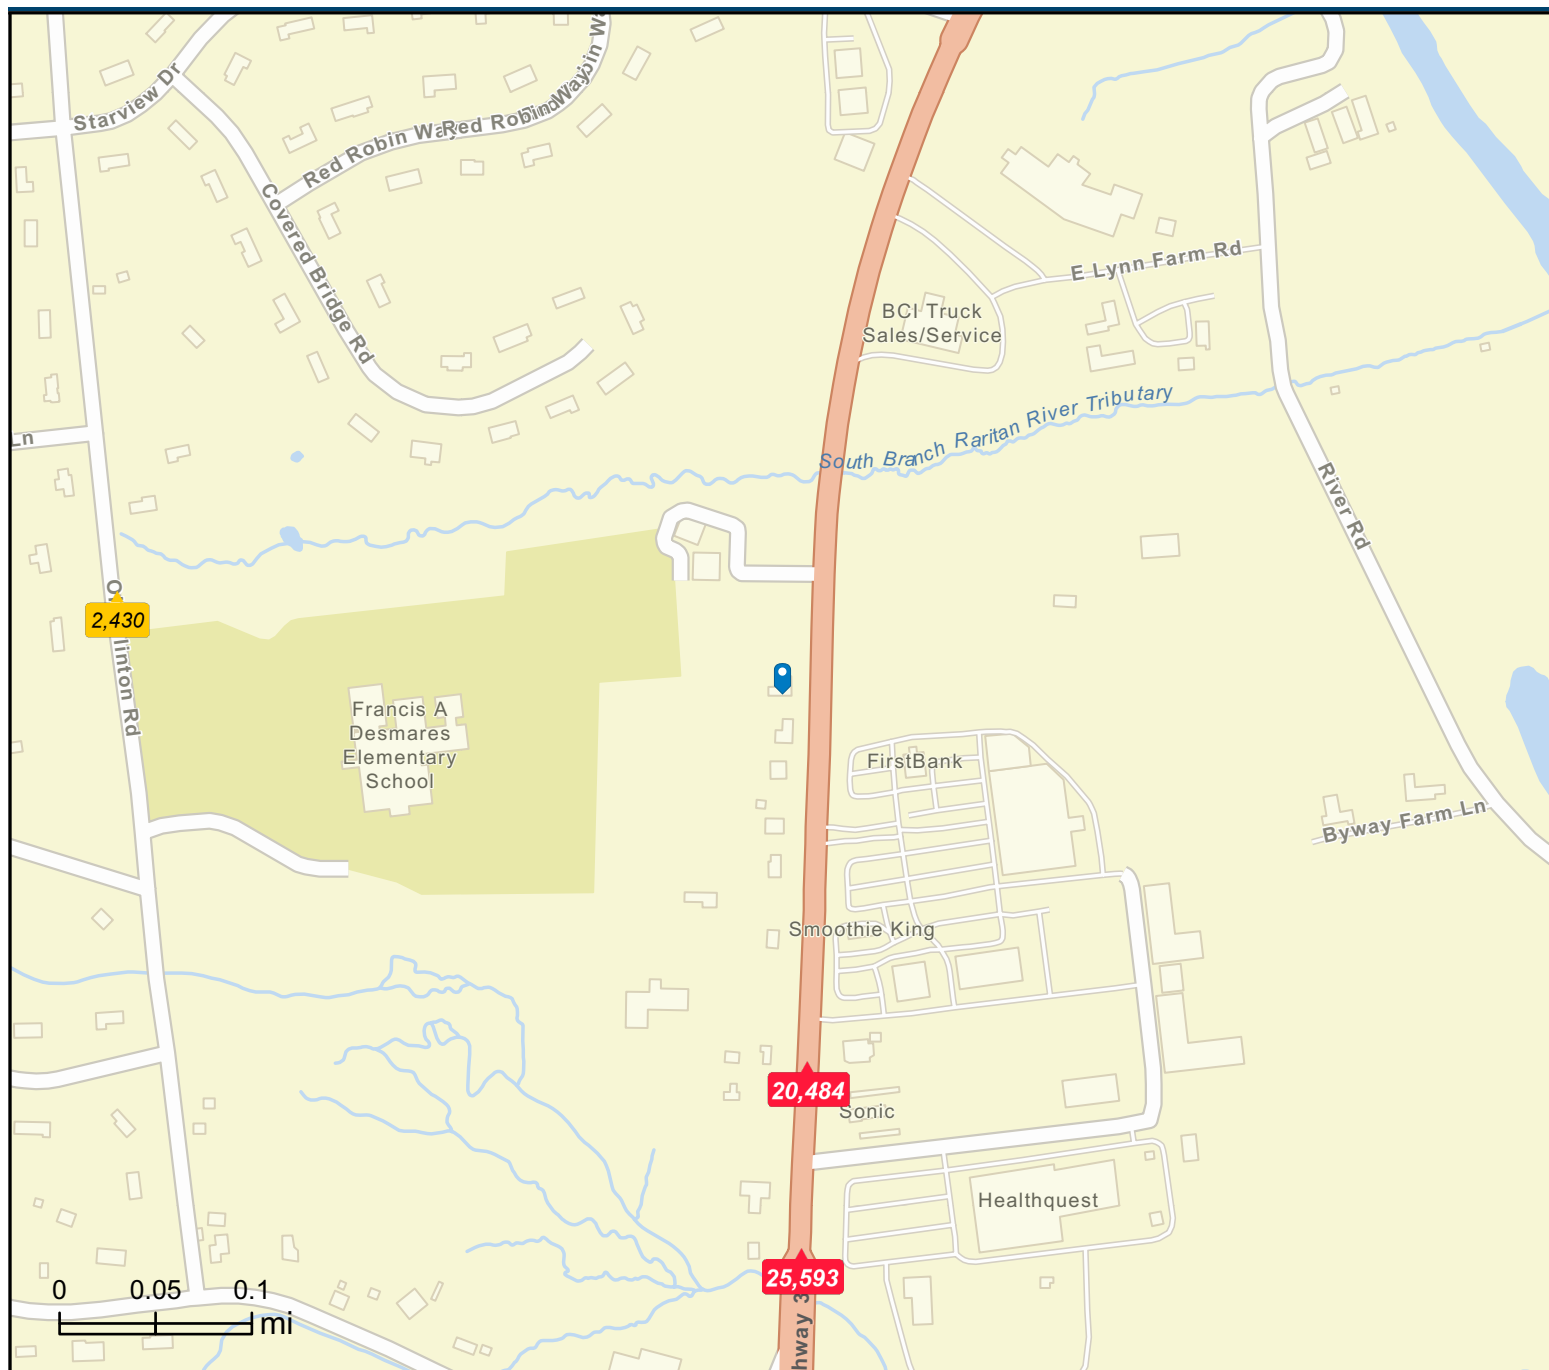 Starview Dr
Red Robin Way
Red Robin Way
Covered Bridge Rd
E Lynn Farm Rd
BCI Truck
Sales/Service
South Branch Raritan River Tributary
Ln
River Rd
2,430
linton Rd
Francis A
Desmares
Elementary
School
FirstBank
Byway Farm Ln
Smoothie King
20,484
Sonic
Healthquest
25,593
hway 3
0 0.05 0.1
mi